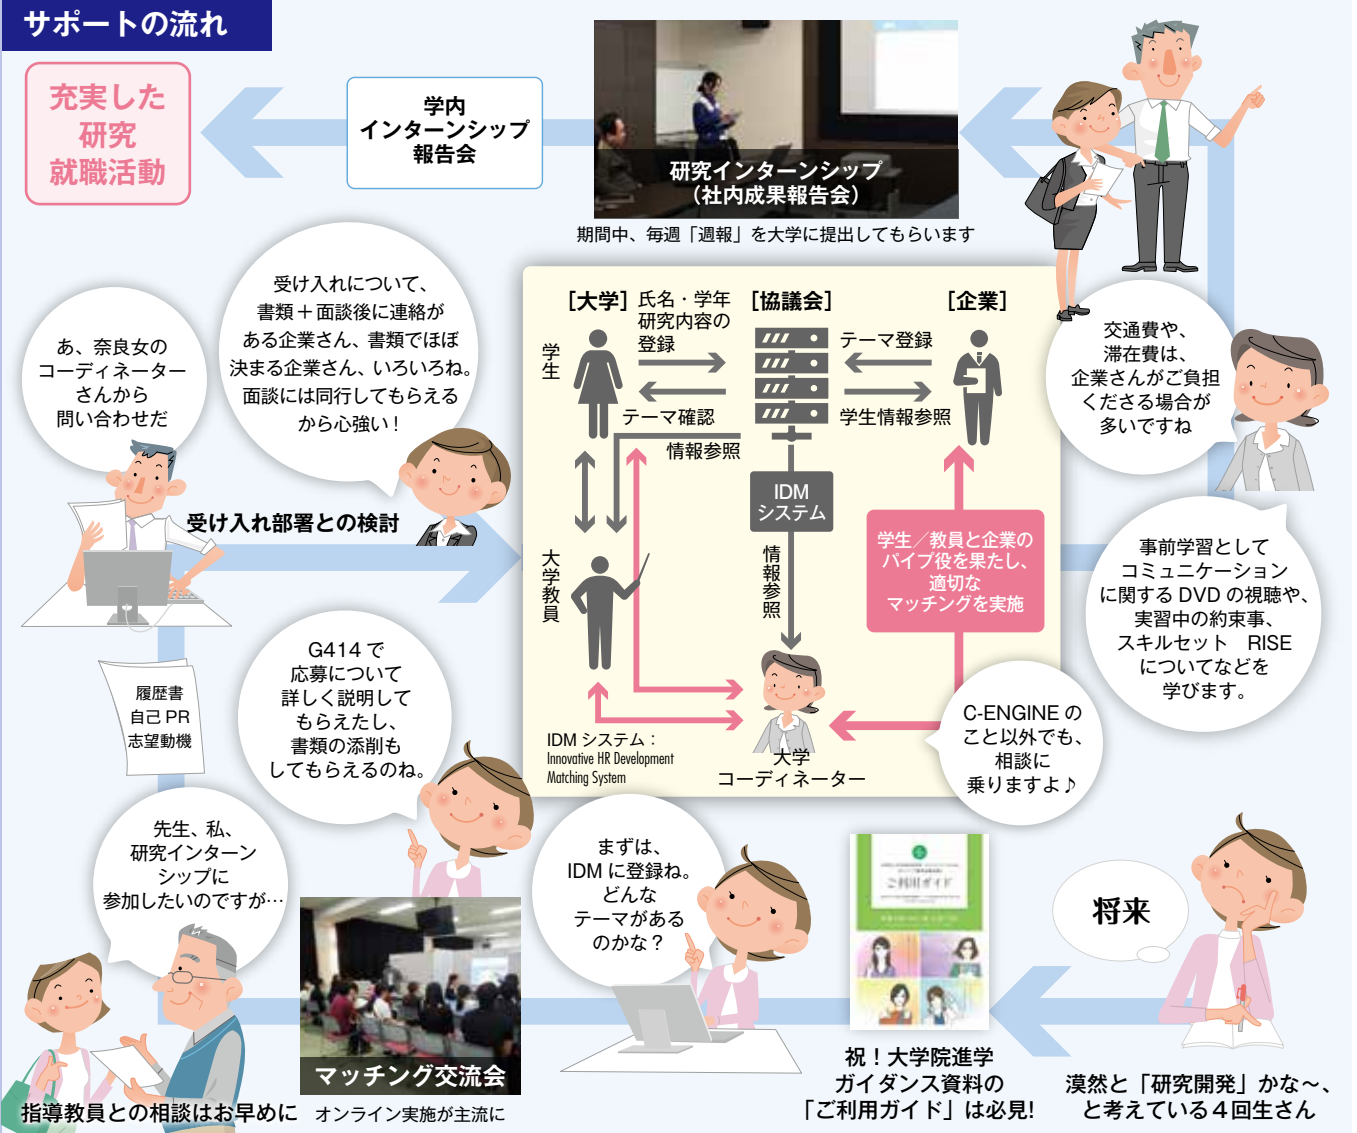 サポートの流れ
充実した
研究
就職活動
学内
インターンシップ
報告会
研究インターンシップ
（社内成果報告会）
期間中、毎週「週報」を大学に提出してもらいます
あ、奈良女の
コーディネーター
さんから
問い合わせだ
受け入れについて、
書類＋面談後に連絡が
ある企業さん、書類でほぼ
決まる企業さん、いろいろね。
面談には同行してもらえる
から心強い！
受け入れ部署との検討
［大学］
氏名・学年
研究内容の
登録
［協議会］
［企業］
学生
テーマ登録
テーマ確認
学生情報参照
情報参照
IDM
システム
大学教員
情報参照
学生／教員と企業の
パイプ役を果たし、
適切な
マッチングを実施
IDM システム：
Innovative HR Development
Matching System
大学
コーディネーター
交通費や、
滞在費は、
企業さんがご負担
くださる場合が
多いですね
事前学習として
コミュニケーション
に関する DVD の視聴や、
実習中の約束事、
スキルセット　RISE
についてなどを
学びます。
C-ENGINE の
こと以外でも、
相談に
乗りますよ♪
履歴書
自己 PR
志望動機
G414 で
応募について
詳しく説明して
もらえたし、
書類の添削も
してもらえるのね。
先生、私、
研究インターン
シップに
参加したいのですが…
指導教員との相談はお早めに
マッチング交流会
オンライン実施が主流に
まずは、
IDM に登録ね。
どんな
テーマがある
のかな？
ご利用ガイド
祝！大学院進学
ガイダンス資料の
「ご利用ガイド」は必見!
将来
漠然と「研究開発」かな〜、
と考えている４回生さん